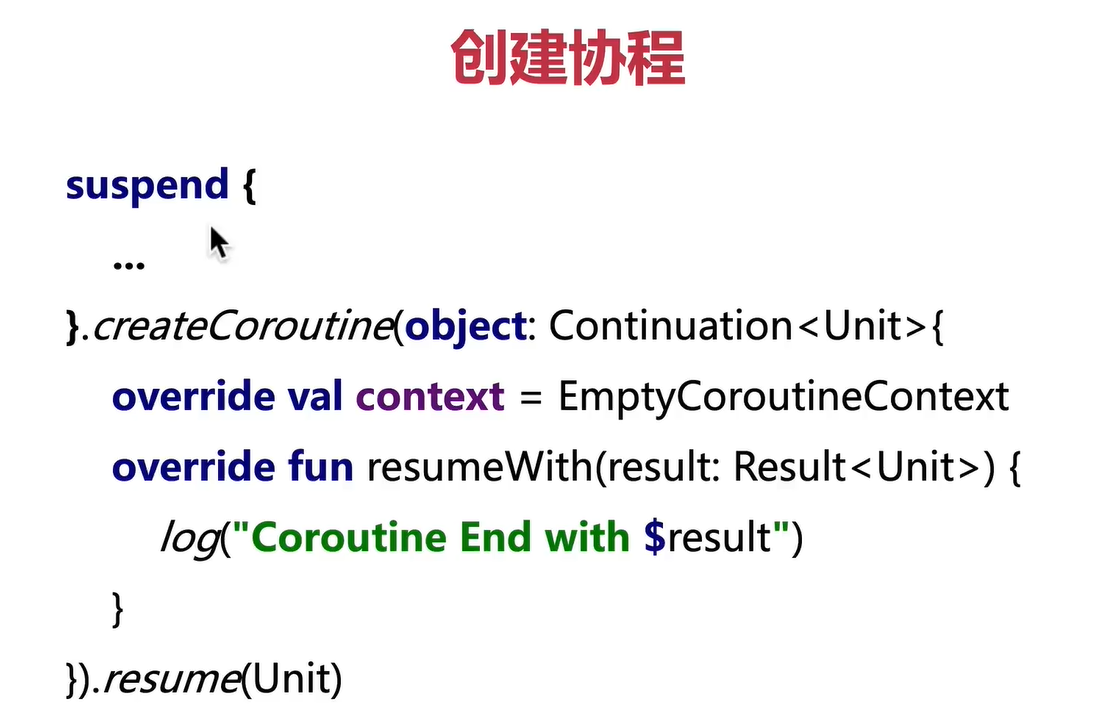 创建协程
suspend {
...
}.createCoroutine(object: Continuation<Unit>{
override val context = EmptyCoroutineContext
override fun resumeWith(result: Result<Unit>) {
log("Coroutine End with $result")
}
}).resume(Unit)